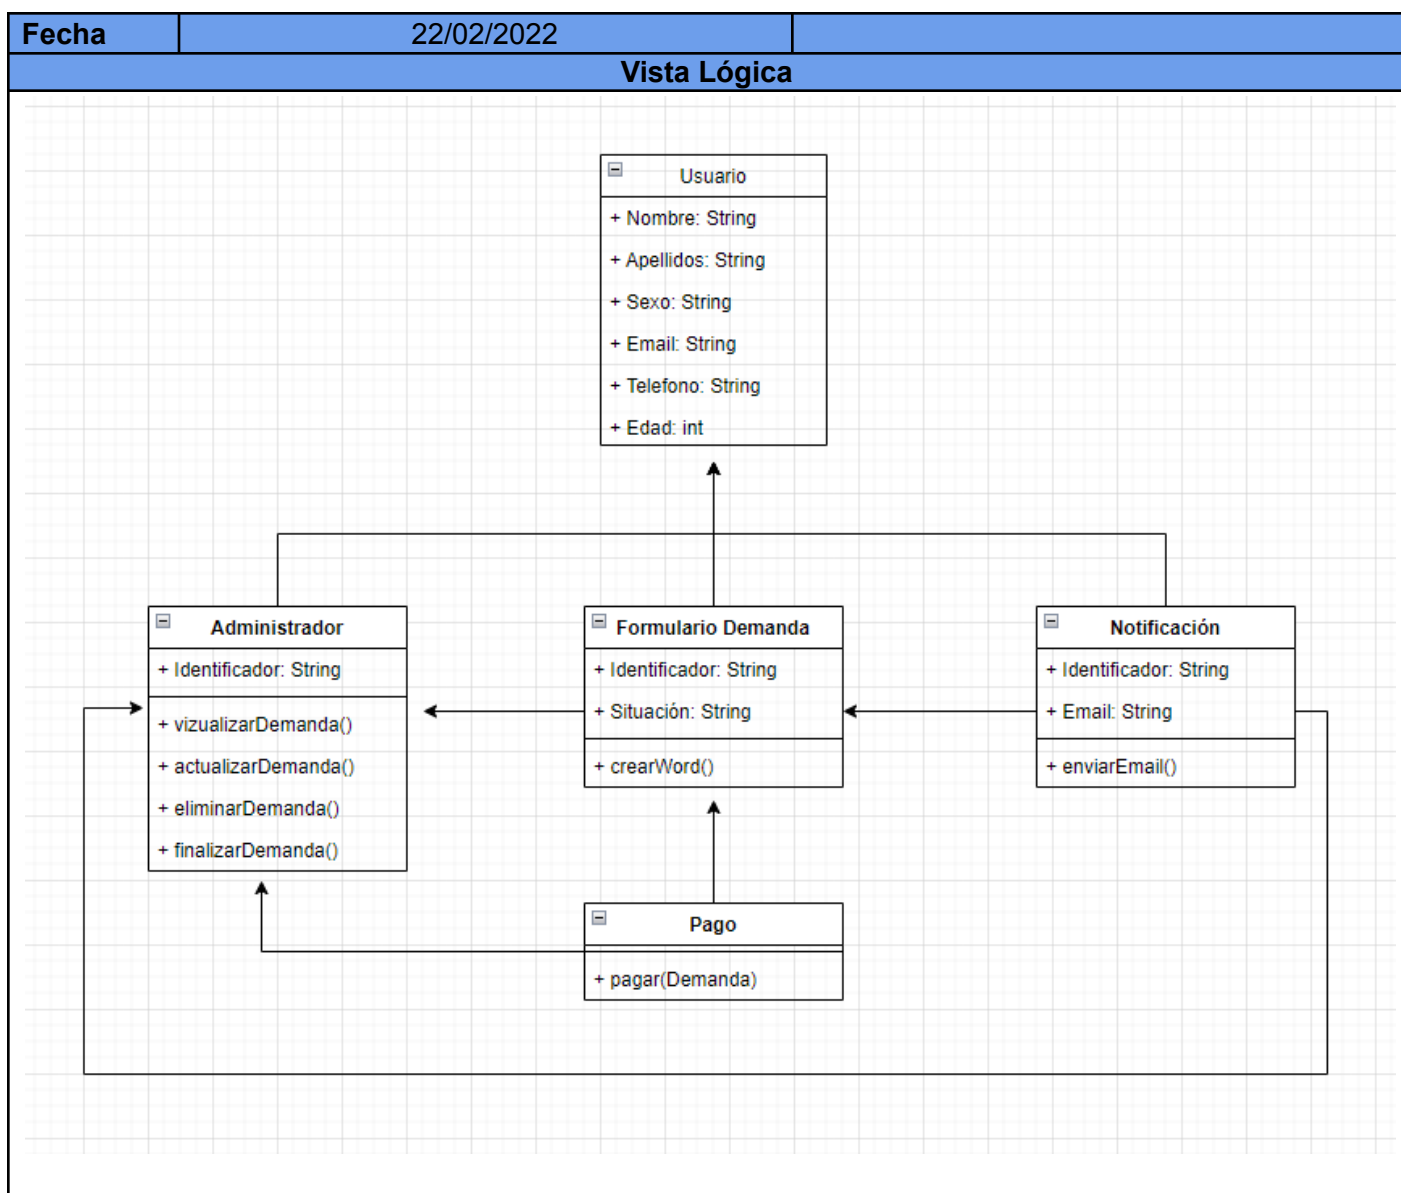 Fecha 22/02/2022
Vista Lógica
Usuario
+ Nombre: String
+ Apellidos: String
+ Sexo: String
+ Email: String
+ Telefono: String
+ Edad: int
Administrador
+ Identificador: String
+ vizualizarDemanda()
+ actualizarDemanda()
+ eliminarDemanda()
+ finalizarDemanda()
Formulario Demanda
+ Identificador: String
+ Situación: String
+ crearWord()
Notificación
+ Identificador: String
+ Email: String
+ enviarEmail()
Pago
+ pagar(Demanda)